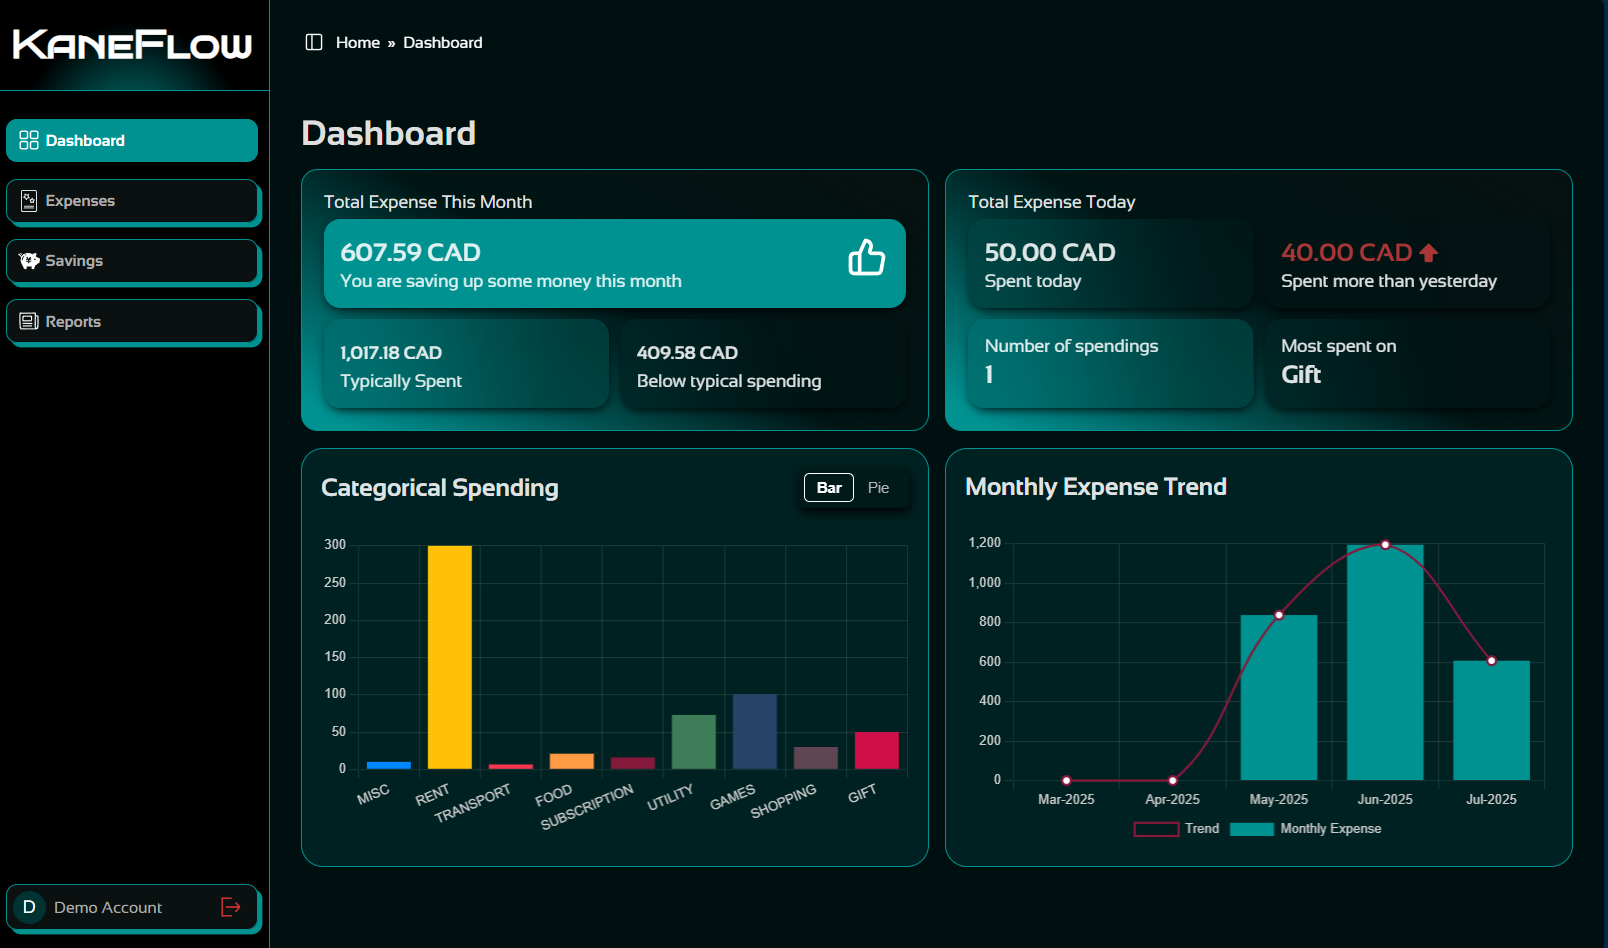 KANEFLOW
Home » Dashboard
Dashboard
Expenses
Savings
Reports
Demo Account
D
Dashboard
Total Expense This Month
607.59 CAD
You are saving up some money this month
1,017.18 CAD
Typically Spent
409.58 CAD
Below typical spending
Total Expense Today
50.00 CAD
Spent today
40.00 CAD
Spent more than yesterday
Number of spendings
1
Most spent on
Gift
Categorical Spending
Bar
Pie
300
250
200
150
100
50
0
MISC
RENT
TRANSPORT
FOOD
SUBSCRIPTION
UTILITY
GAMES
SHOPPING
GIFT
Monthly Expense Trend
1,200
1,000
800
600
400
200
0
Mar-2025
Apr-2025
May-2025
Jun-2025
Jul-2025
Trend
Monthly Expense